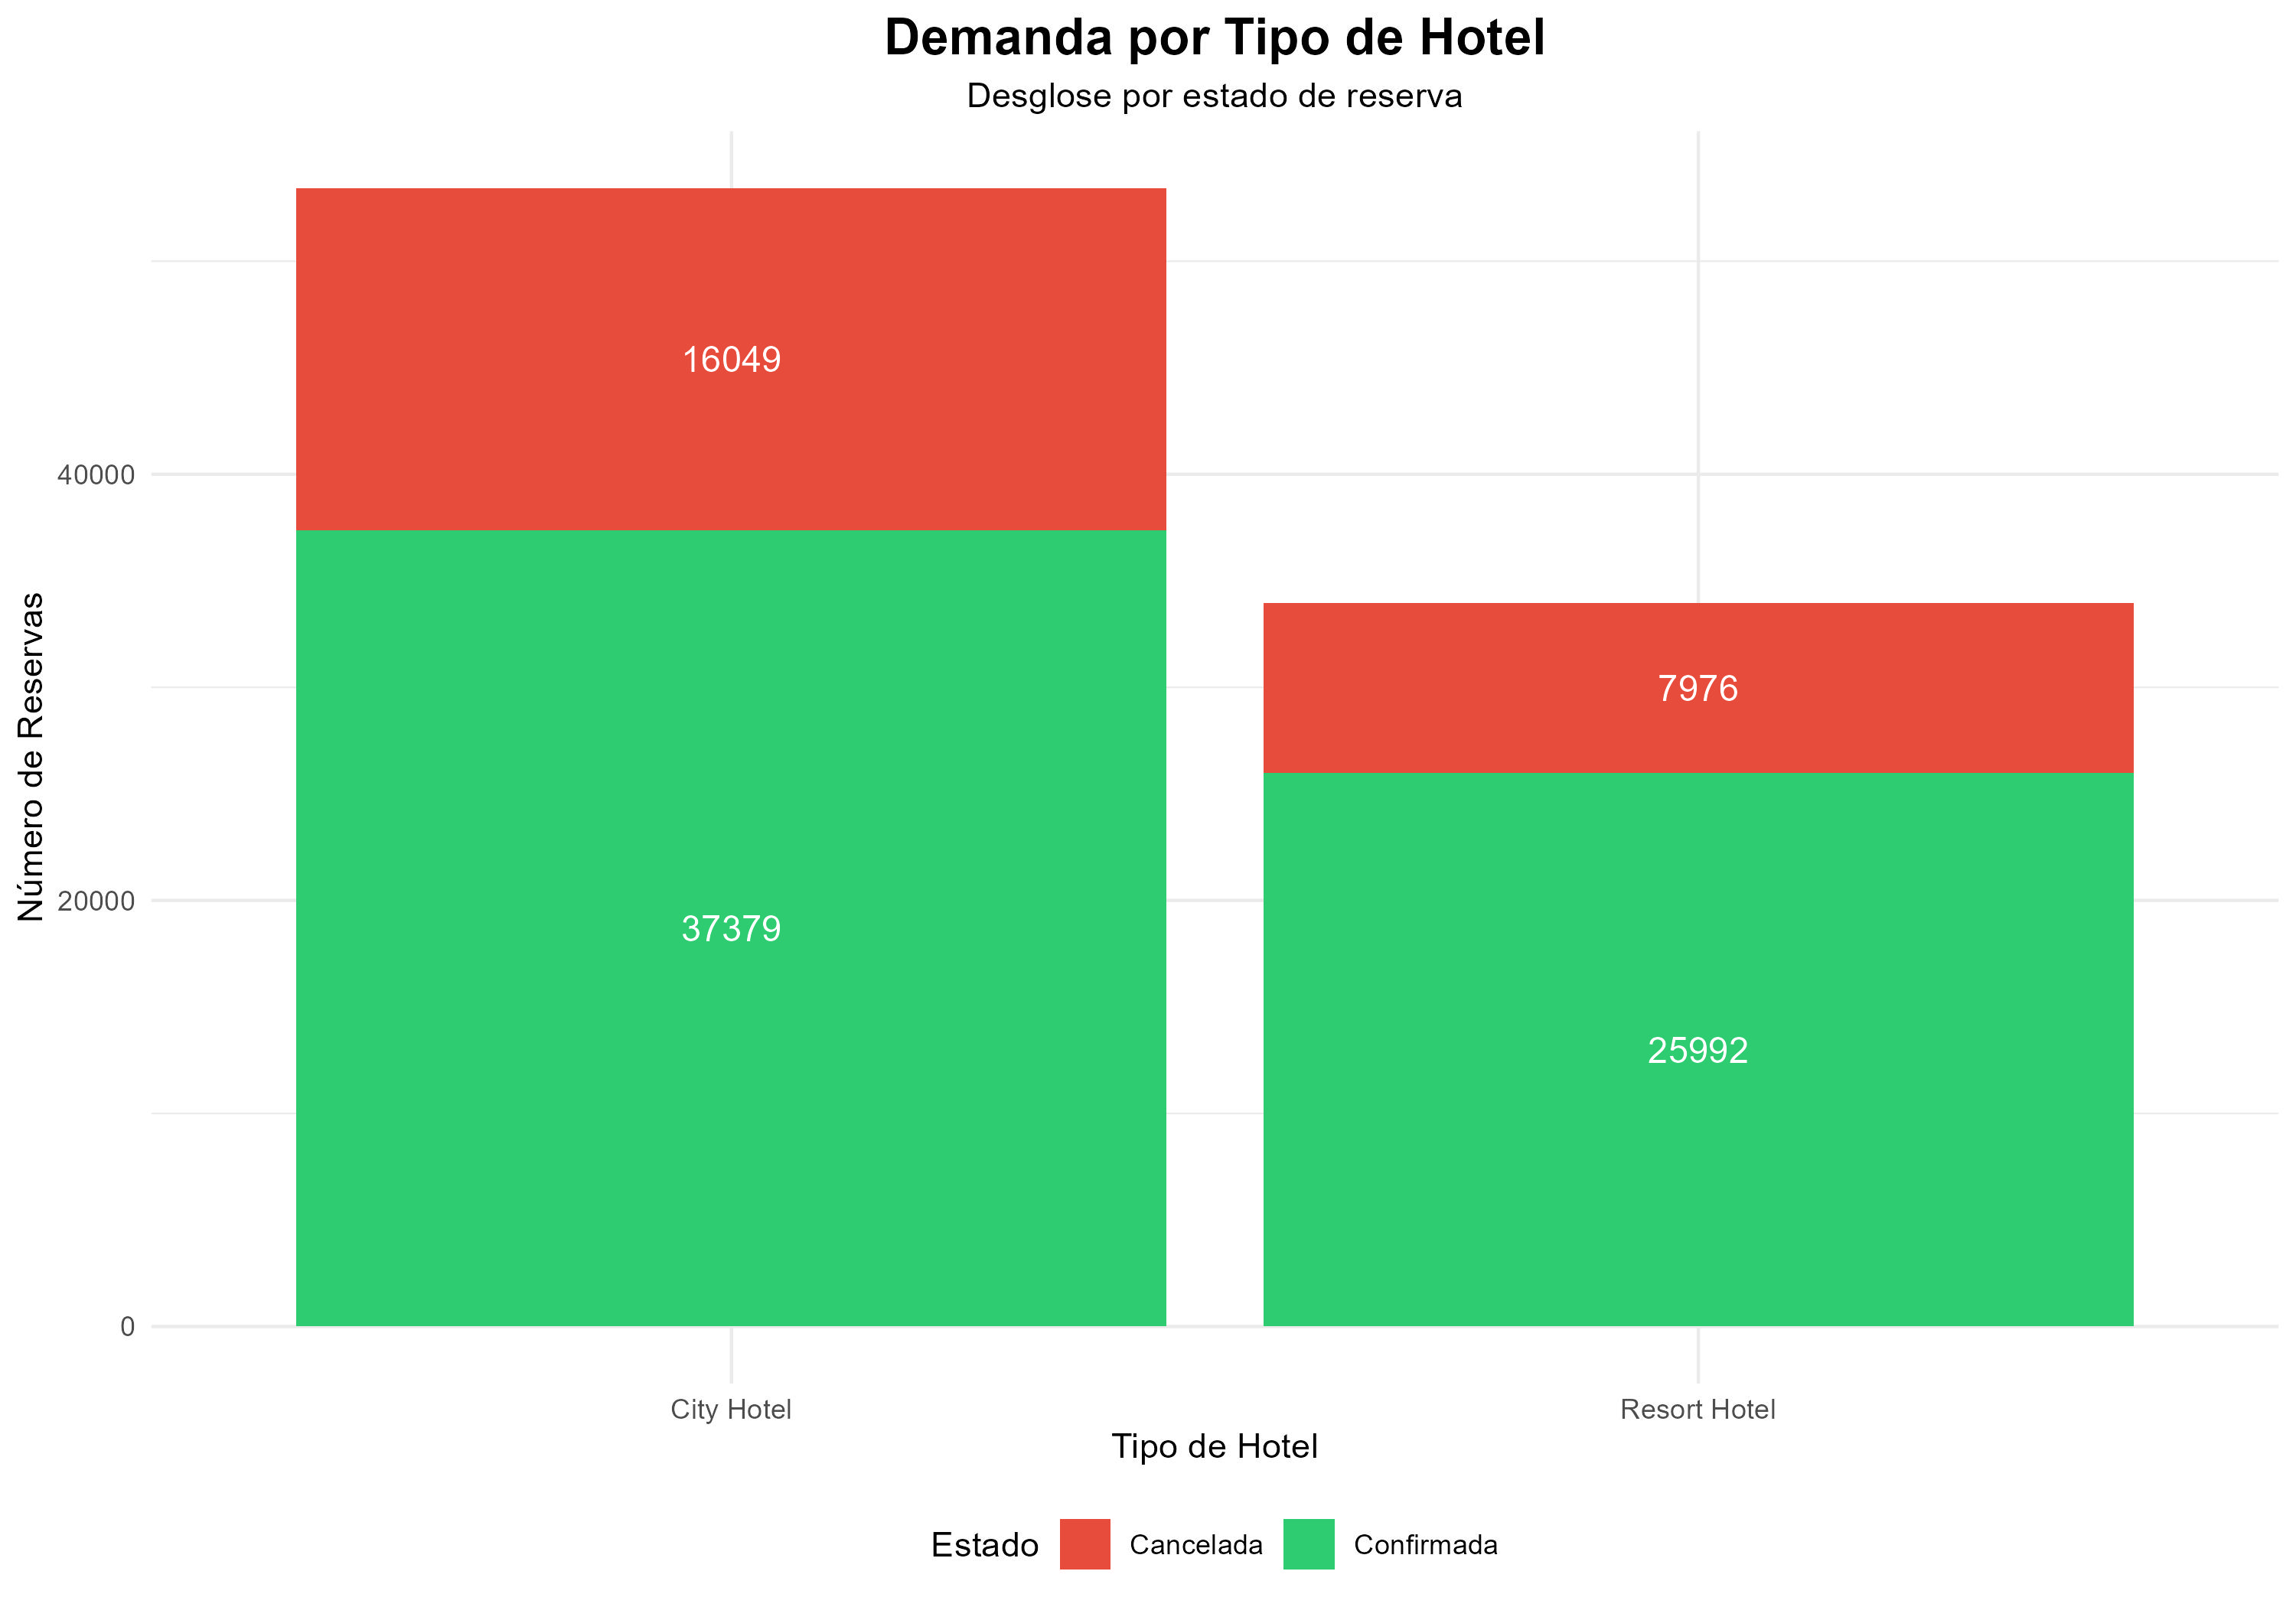 Demanda por Tipo de Hotel
Desglose por estado de reserva
Número de Reservas
40000
20000
0
16049
37379
7976
25992
City Hotel
Resort Hotel
Tipo de Hotel
Estado
Cancelada
Confirmada